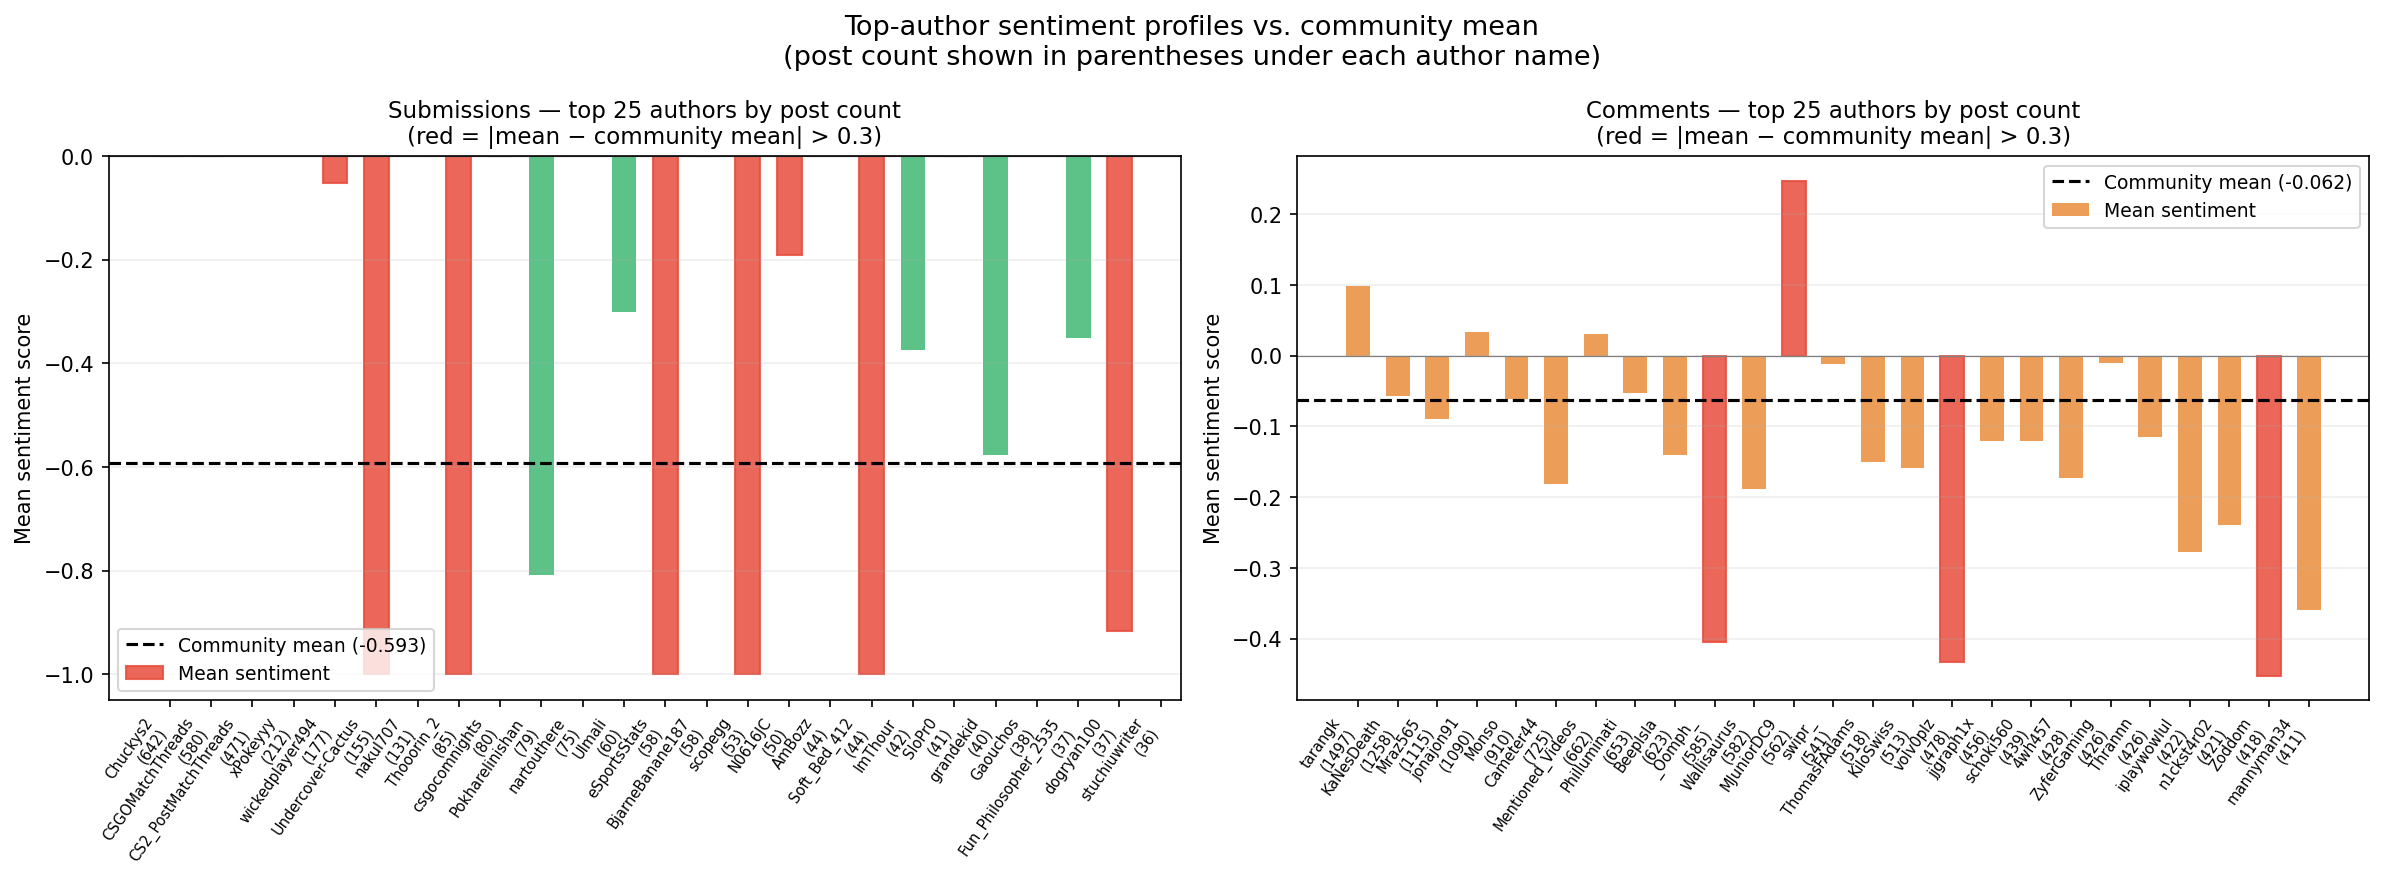 Top-author sentiment profiles vs. community mean
(post count shown in parentheses under each author name)
Submissions — top 25 authors by post count
(red = |mean − community mean| > 0.3)
Mean sentiment score
0.0
−0.2
−0.4
−0.6
−0.8
−1.0
Community mean (-0.593)
Mean sentiment
Chuckys2
(642)
CSGOMatchThreads
(580)
CS2_PostMatchThreads
(471)
xPokeyyy
(212)
wickedplayer494
(177)
Undercover-Cactus
(155)
nakul707
(131)
Thooorin_2
(85)
csgocomnights
(80)
Pokharelinishan
(79)
nartouthere
(75)
Ulmali
(60)
eSportsStats
(58)
BjarneBanane187
(58)
scopegg
(53)
N0616JC
(50)
AmBozz
(44)
Soft_Bed_412
(44)
ImThour
(42)
SloPr0
(41)
grandekid
(40)
Gaouchos
(38)
Fun_Philosopher_2535
(37)
dogryan100
(37)
stuchiuwriter
(36)
Comments — top 25 authors by post count
(red = |mean − community mean| > 0.3)
Mean sentiment score
0.2
0.1
0.0
−0.1
−0.2
−0.3
−0.4
Community mean (-0.062)
Mean sentiment
tarangk
(1497)
KaNesDeath
(1258)
Mraz565
(1115)
jonajon91
(1090)
Monso
(910)
Cameter44
(725)
Mentioned_Videos
(662)
Philluminati
(653)
BeepIsla
(623)
_Oomph_
(585)
Wallisaurus
(582)
MJuniorDC9
(562)
swipr_
(541)
ThomasFAdams
(518)
KiloSwiss
(513)
volv0plz
(478)
jjgraph1x
(456)
schoki560
(439)
4wh457
(428)
ZyferGaming
(426)
Thrannn
(426)
iplaywowlul
(422)
n1ckst4r02
(421)
Zoddom
(418)
mannyman34
(411)